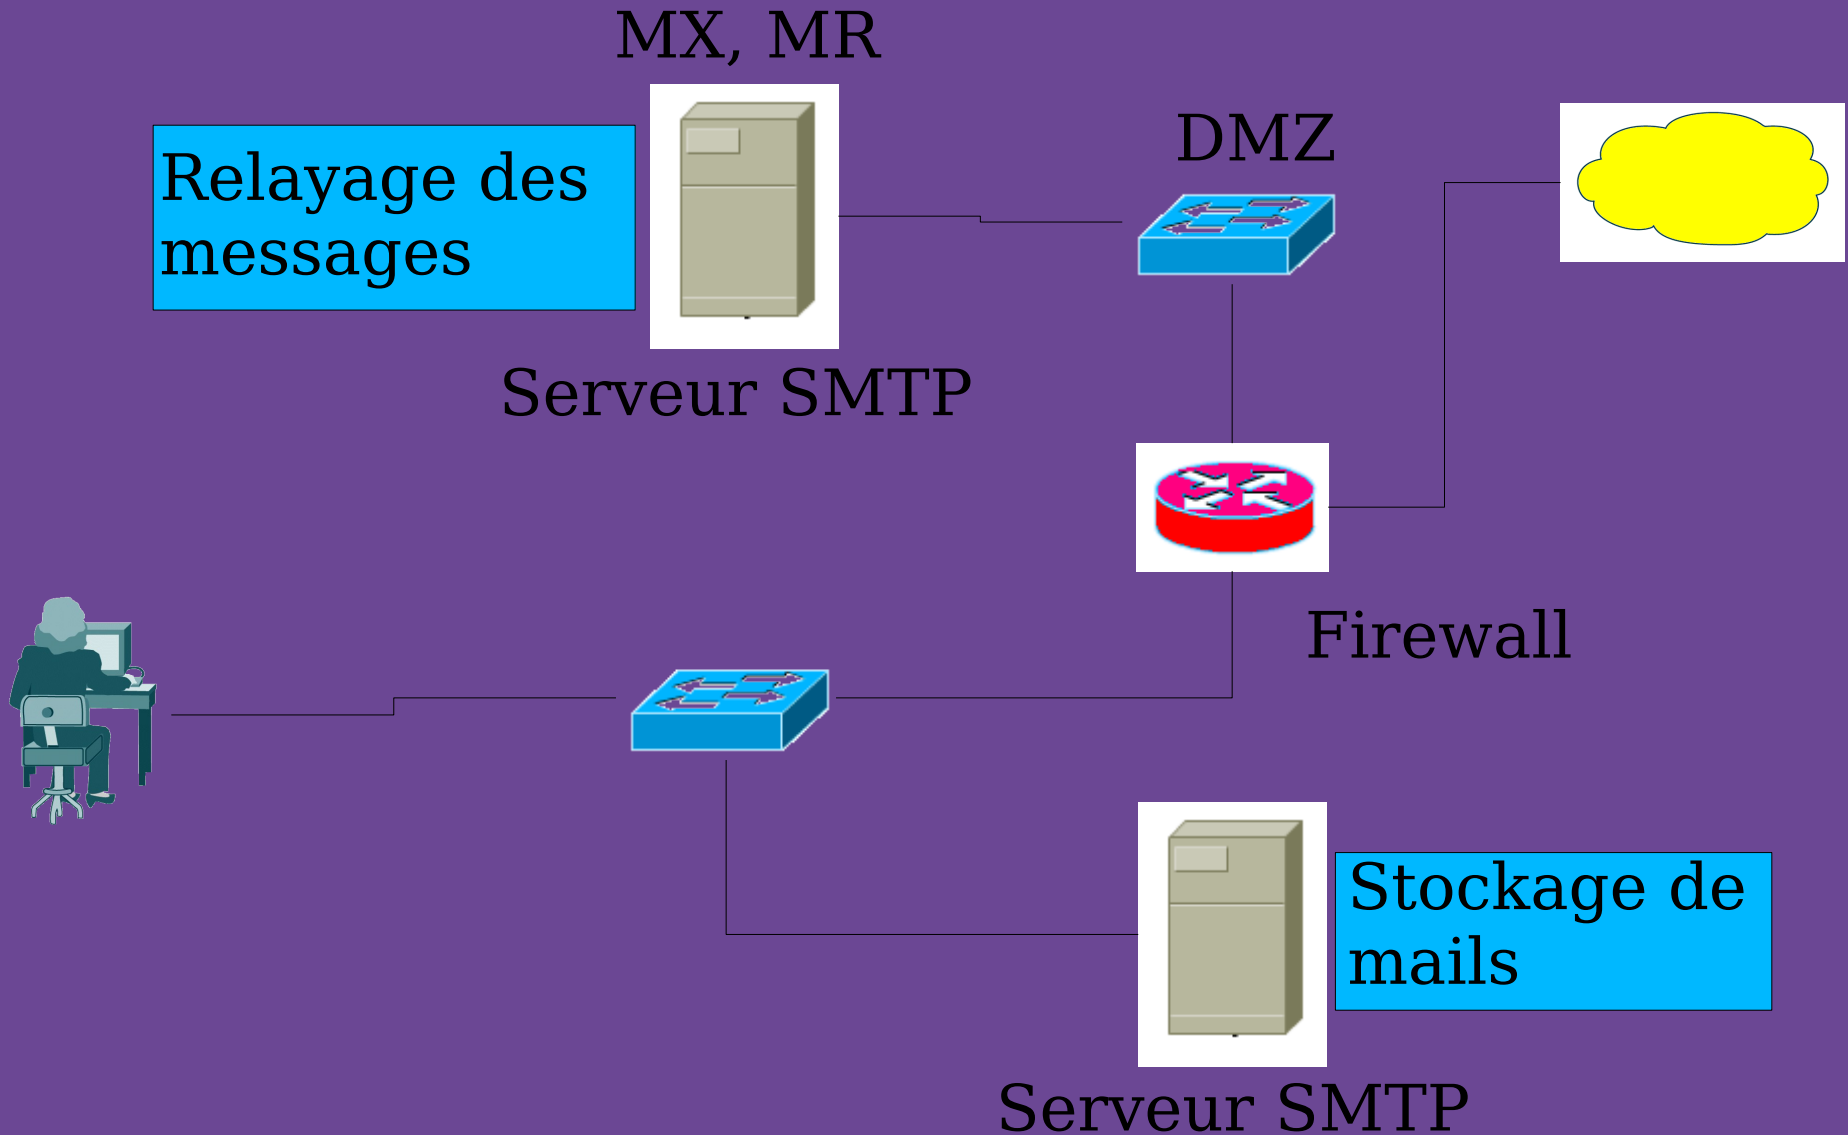 MX, MR
DMZ
Relayage des
messages
Serveur SMTP
Firewall
Stockage de
mails
Serveur SMTP